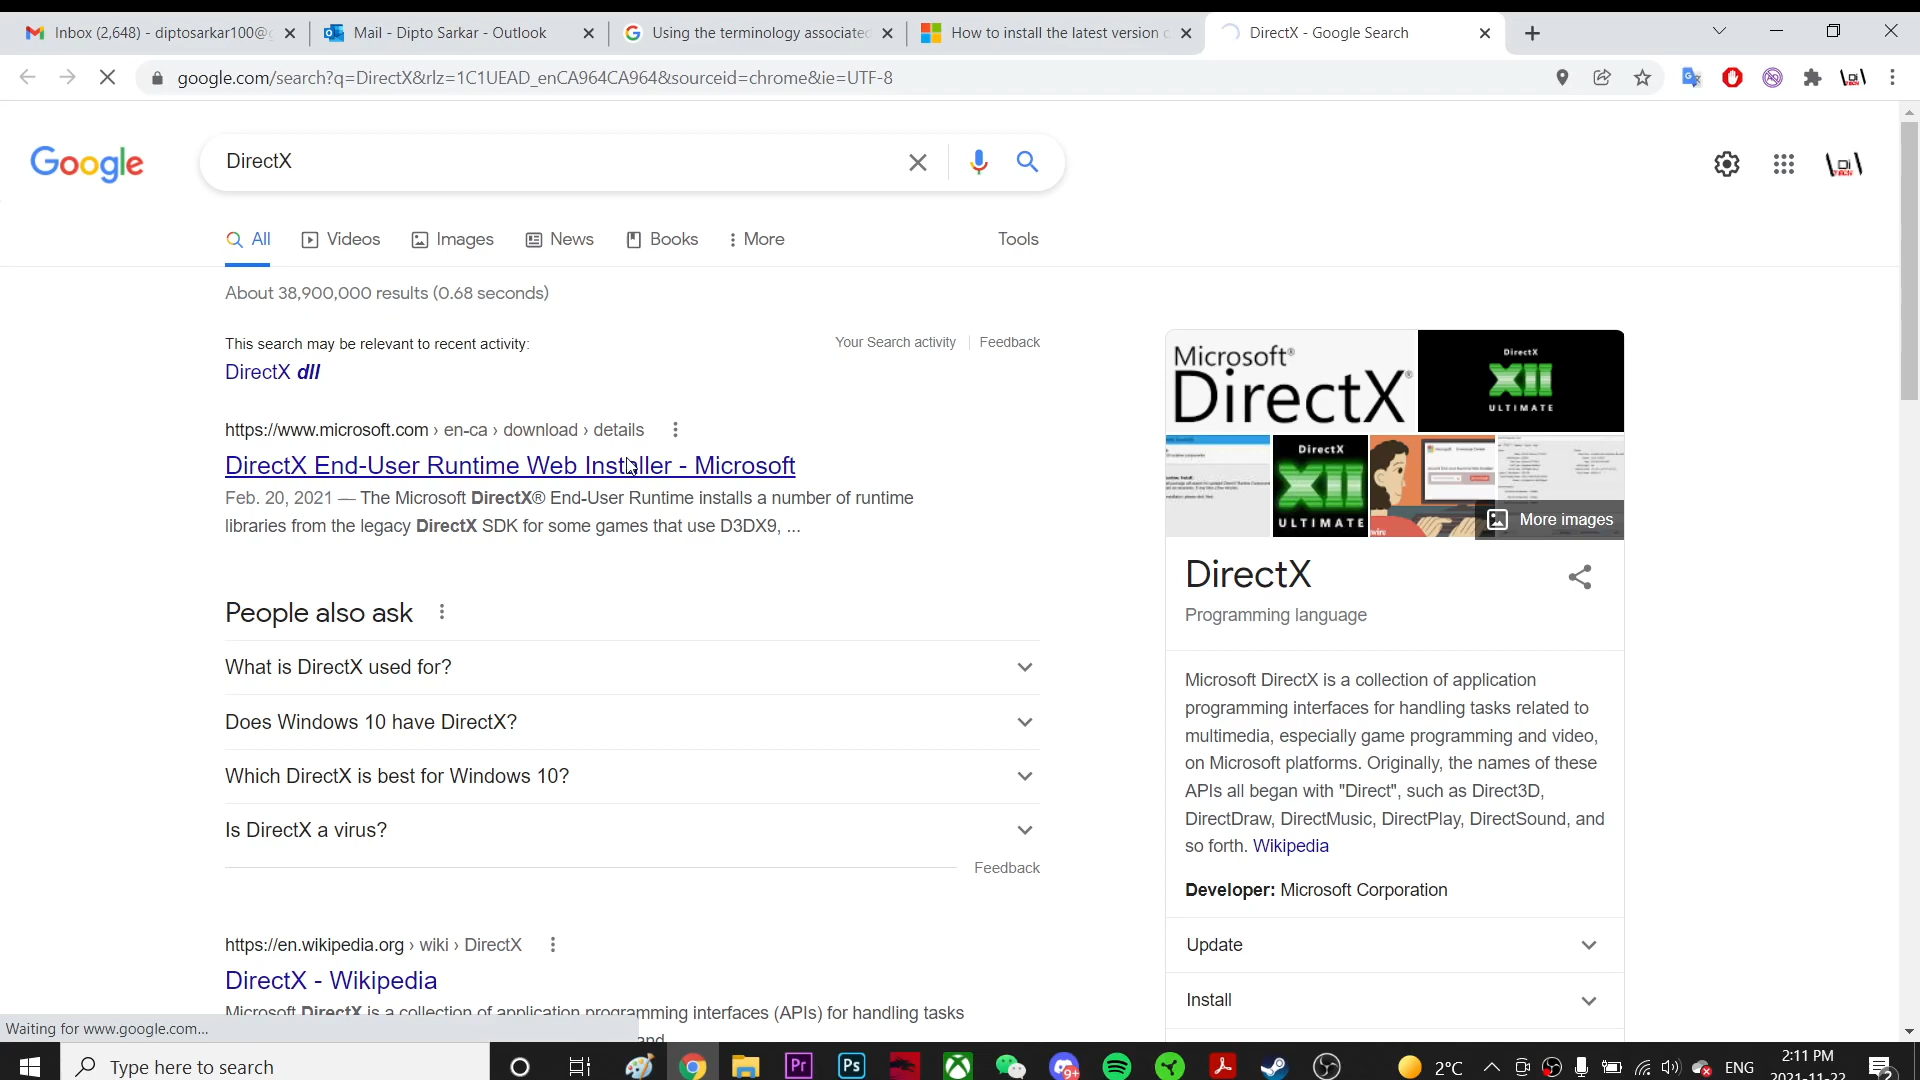 Inbox (2,648) - diptosarkar100@g
Mail - Dipto Sarkar - Outlook
Using the terminology associated
How to install the latest version o
DirectX - Google Search
google.com/search?q=DirectX&rlz=1C1UEAD_enCA964CA964&sourceid=chrome&ie=UTF-8
Google
DirectX
All
Videos
Images
News
Books
More
Tools
About 38,900,000 results (0.68 seconds)
This search may be relevant to recent activity:
Your Search activity
Feedback
DirectX dll
https://www.microsoft.com › en-ca › download › details
DirectX End-User Runtime Web Installer - Microsoft
Feb. 20, 2021 — The Microsoft DirectX® End-User Runtime installs a number of runtime
libraries from the legacy DirectX SDK for some games that use D3DX9, ...
People also ask
What is DirectX used for?
Does Windows 10 have DirectX?
Which DirectX is best for Windows 10?
Is DirectX a virus?
Feedback
https://en.wikipedia.org › wiki › DirectX
DirectX - Wikipedia
Microsoft DirectX is a collection of application programming interfaces (APIs) for handling tasks
Microsoft®
DirectX®
DirectX
XII
ULTIMATE
DirectX
XII
ULTIMATE
More images
DirectX
Programming language
Microsoft DirectX is a collection of application
programming interfaces for handling tasks related to
multimedia, especially game programming and video,
on Microsoft platforms. Originally, the names of these
APIs all began with "Direct", such as Direct3D,
DirectDraw, DirectMusic, DirectPlay, DirectSound, and
so forth. Wikipedia
Developer: Microsoft Corporation
Update
Install
Waiting for www.google.com...
Type here to search
Pr
Ps
9+
2°C
ENG
2:11 PM
2021-11-22
2